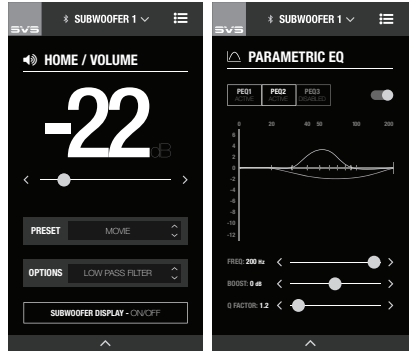 SVS
SUBWOOFER 1
HOME / VOLUME
-22 dB
PRESET MOVIE
OPTIONS LOW PASS FILTER
SUBWOOFER DISPLAY - ON/OFF
SVS
SUBWOOFER 1
PARAMETRIC EQ
PEQ1 PEQ2 PEQ3
ACTIVE ACTIVE DISABLED
0 20 40 50 100 200
6
4
2
0
-2
-4
-6
-8
-10
-12
FREQ: 200 Hz
BOOST: 0 dB
Q FACTOR: 1.2